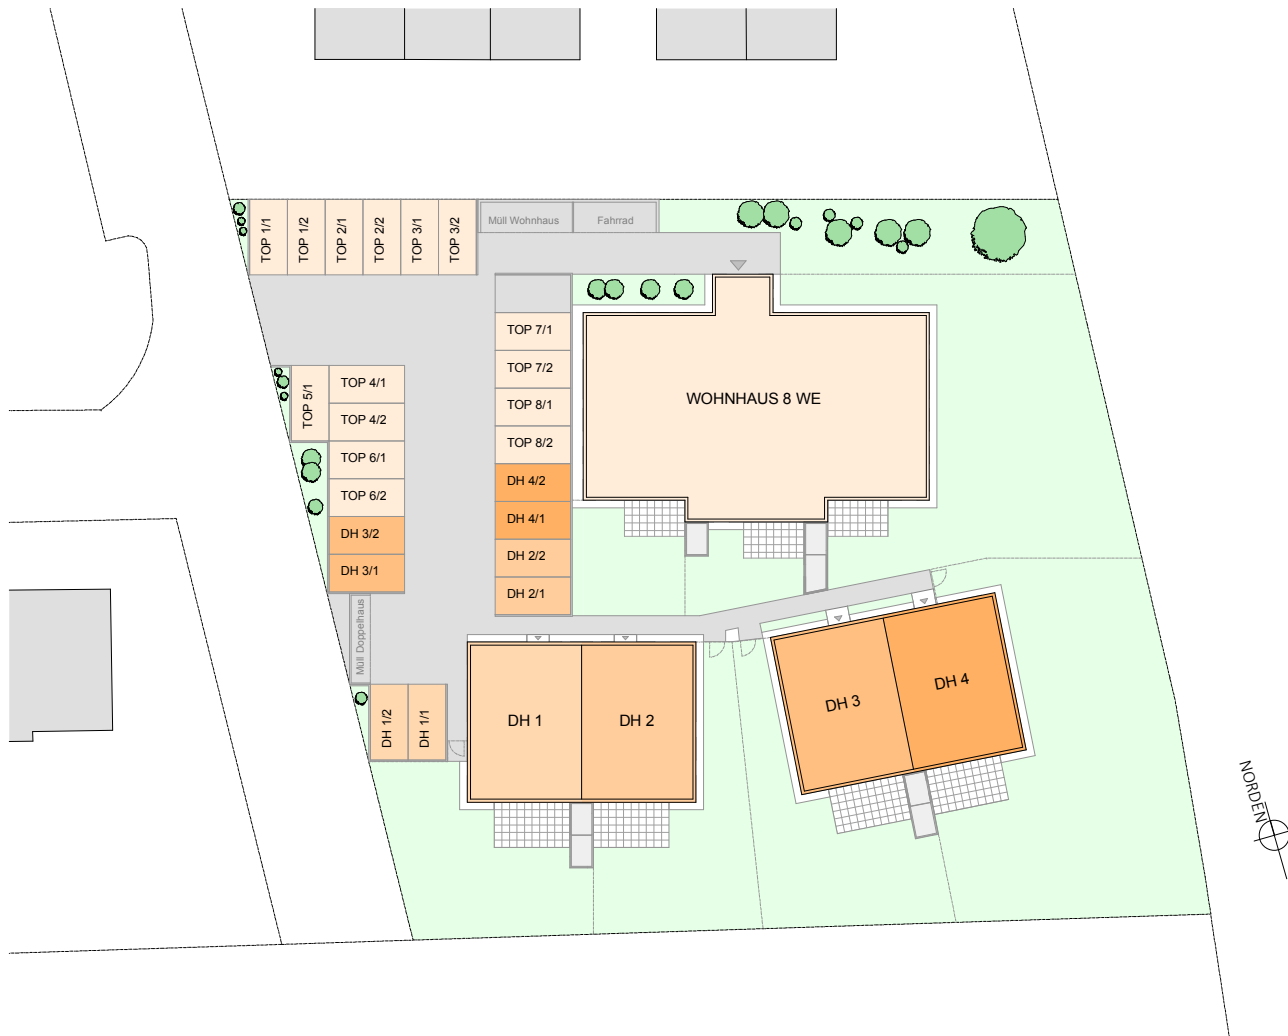 TOP 1/1
TOP 1/2
TOP 2/1
TOP 2/2
TOP 3/1
TOP 3/2
Müll Wohnhaus
Fahrrad
TOP 7/1
TOP 7/2
TOP 8/1
TOP 8/2
DH 4/2
DH 4/1
DH 2/2
DH 2/1
TOP 5/1
TOP 4/1
TOP 4/2
TOP 6/1
TOP 6/2
DH 3/2
DH 3/1
WOHNHAUS 8 WE
Müll Doppelhaus
DH 1/2
DH 1/1
DH 1
DH 2
DH 3
DH 4
NORDEN